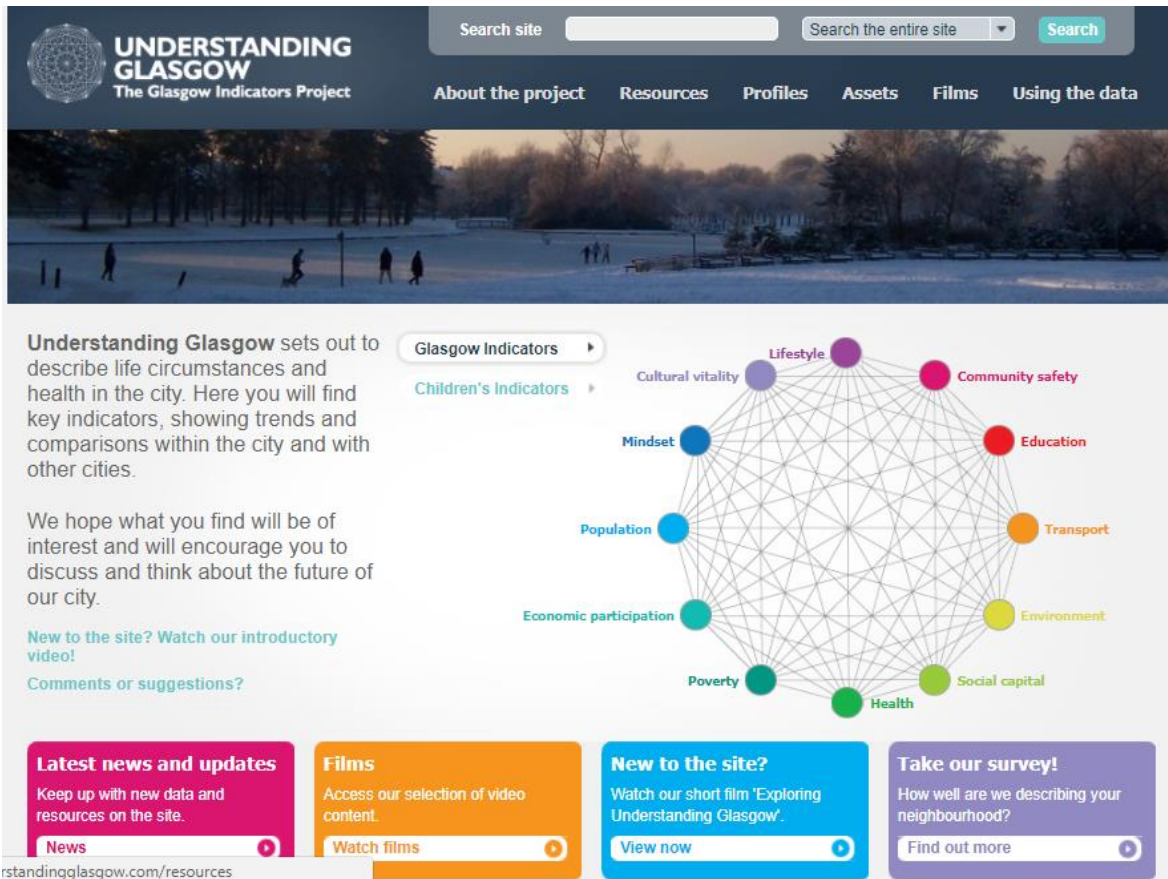 Search site
Search the entire site
Search
UNDERSTANDING
GLASGOW
The Glasgow Indicators Project
About the project
Resources
Profiles
Assets
Films
Using the data
Understanding Glasgow sets out to
describe life circumstances and
health in the city. Here you will find
key indicators, showing trends and
comparisons within the city and with
other cities.
We hope what you find will be of
interest and will encourage you to
discuss and think about the future of
our city.
New to the site? Watch our introductory
video!
Comments or suggestions?
Glasgow Indicators
Children's Indicators
Lifestyle
Cultural vitality
Community safety
Mindset
Education
Population
Transport
Economic participation
Environment
Poverty
Social capital
Health
Latest news and updates
Keep up with new data and
resources on the site.
News
Films
Access our selection of video
content.
Watch films
New to the site?
Watch our short film 'Exploring
Understanding Glasgow'.
View now
Take our survey!
How well are we describing your
neighbourhood?
Find out more
rstandingglasgow.com/resources